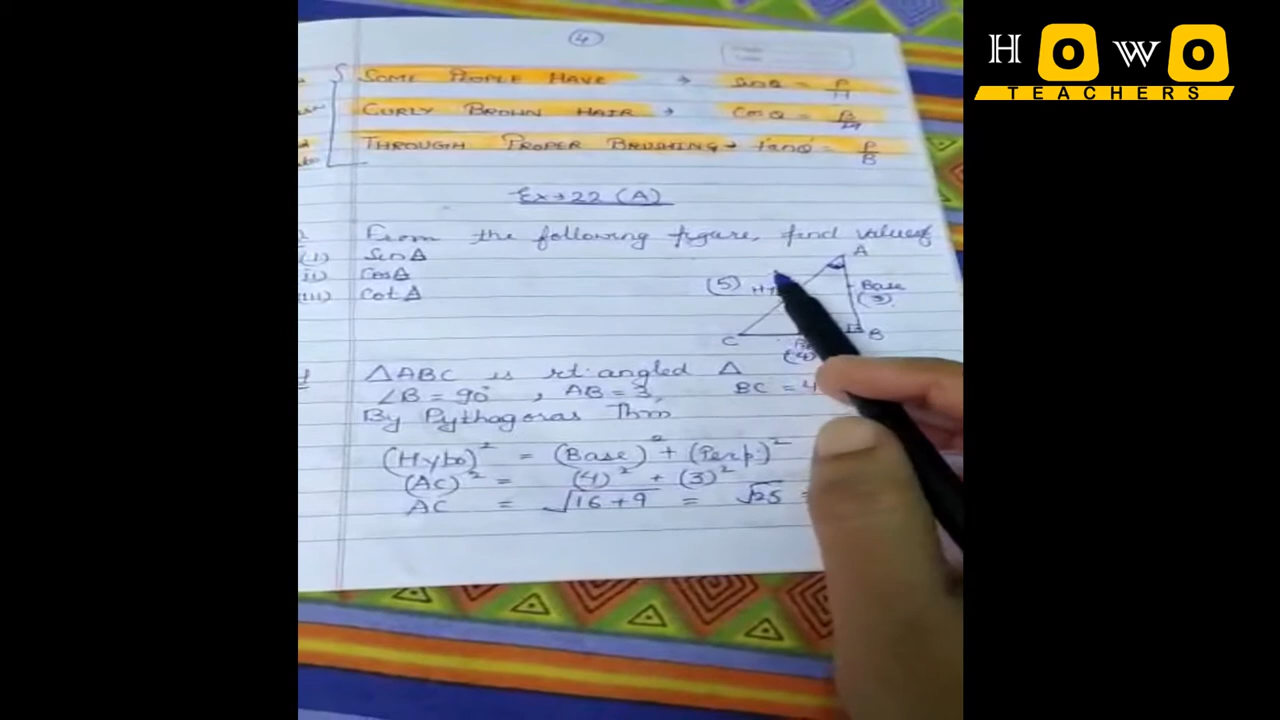 HOWO
TEACHERS
4
SOME PEOPLE HAVE → sinθ = P/H
CURLY BROWN HAIR → cosθ = B/H
THROUGH PROPER BRUSHING → tanθ = P/B
Ex→22 (A)
From the following figure, find value of
(i) Sin A
(ii) Cos A
(iii) Cot A
A
(5)
Base
(3)
C
B
(4)
△ABC is rt. angled △
∠B = 90°, AB = 3, BC = 4
By Pythagoras Thm
(Hypo)² = (Base)² + (Perp.)²
(AC)² = (4)² + (3)²
AC = √16+9 = √25 =